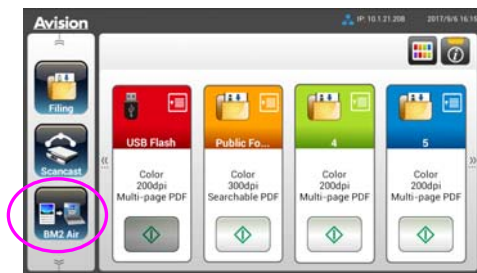 Avision
IP: 10.1.21.208 2017/9/6 16:19
Filing
Scancast
BM2 Air
USB Flash
Color
200dpi
Multi-page PDF
Public Fo...
Color
300dpi
Searchable PDF
4
Color
200dpi
Multi-page PDF
5
Color
200dpi
Multi-page PDF